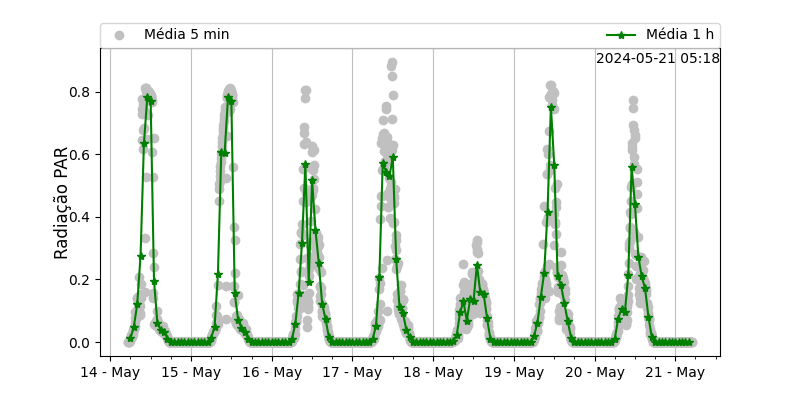 Média 5 min
Média 1 h
2024-05-21 05:18
Radiação PAR
0.8
0.6
0.4
0.2
0.0
14 - May
15 - May
16 - May
17 - May
18 - May
19 - May
20 - May
21 - May